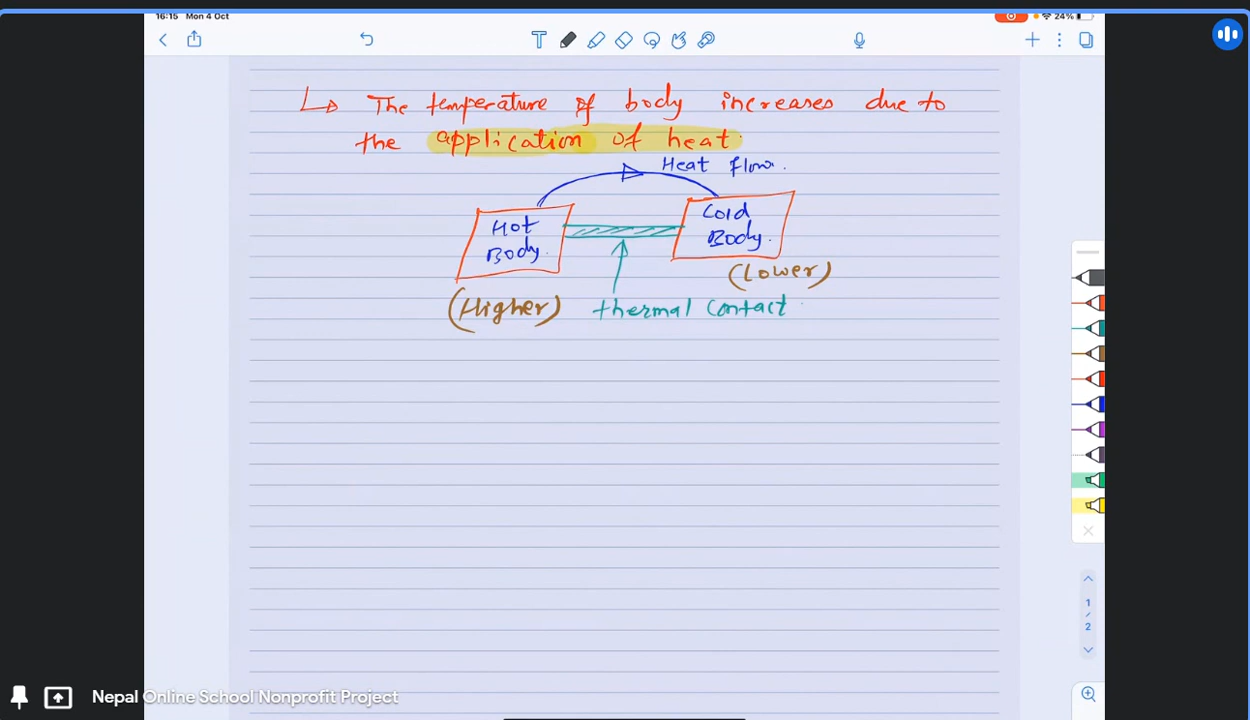 16:15 Mon 4 Oct
24%
↳ The temperature of body increases due to
the application of heat.
Heat flow.
Hot
Body.
Cold
Body.
(Lower)
(Higher)
thermal contact
1
/
2
Nepal Online School Nonprofit Project